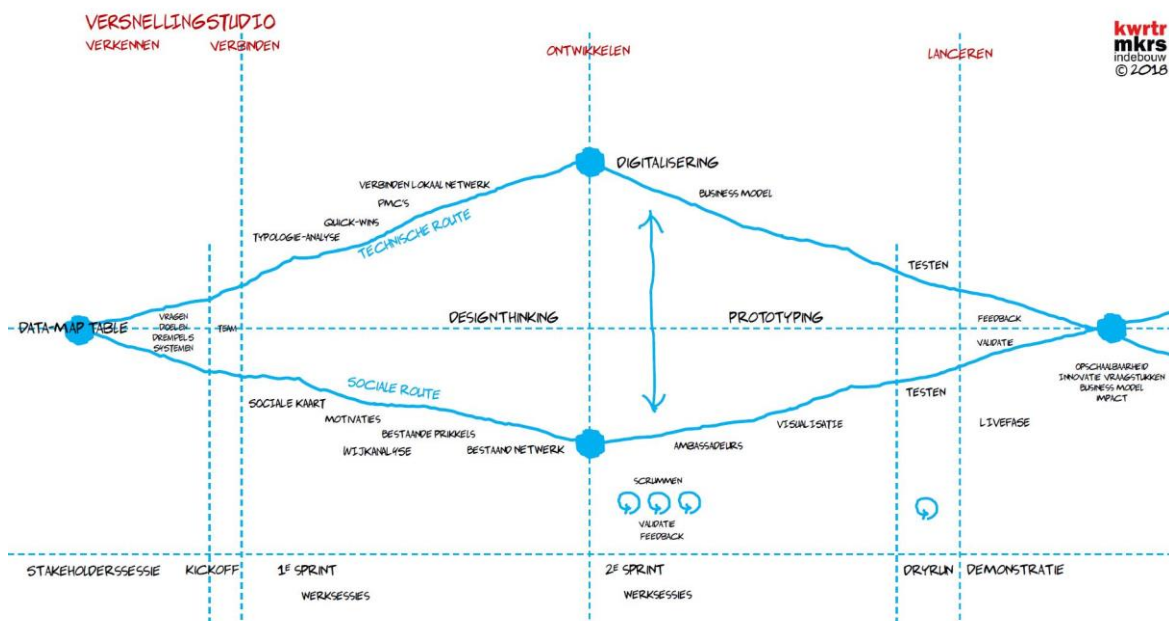 VERSNELLINGSTUDIO
VERKENNEN
VERBINDEN
ONTWIKKELEN
LANCEREN
kwrtr
mkrs
indebouw
© 2018
DIGITALISERING
VERBINDEN LOKAAL NETWERK
PMC'S
QUICK-WINS
TYPOLOGIE-ANALYSE
TECHNISCHE ROUTE
BUSINESS MODEL
TESTEN
DATA-MAP TABLE
VRAGEN
DOELEN
DREMPELS
SYSTEMEN
TEAM
DESIGNTHINKING
PROTOTYPING
FEEDBACK
VALIDATIE
OPSCHAALBAARHEID
INNOVATIE VRAAGSTUKKEN
BUSINESS MODEL
IMPACT
SOCIALE ROUTE
SOCIALE KAART
MOTIVATIES
BESTAANDE PRIKKELS
WIJKANALYSE
BESTAAND NETWERK
AMBASSADEURS
VISUALISATIE
TESTEN
LIVEFASE
SCRUMMEN
VALIDATIE
FEEDBACK
STAKEHOLDERSSESSIE
KICKOFF
1E SPRINT
WERKSESSIES
2E SPRINT
WERKSESSIES
DRYRUN
DEMONSTRATIE